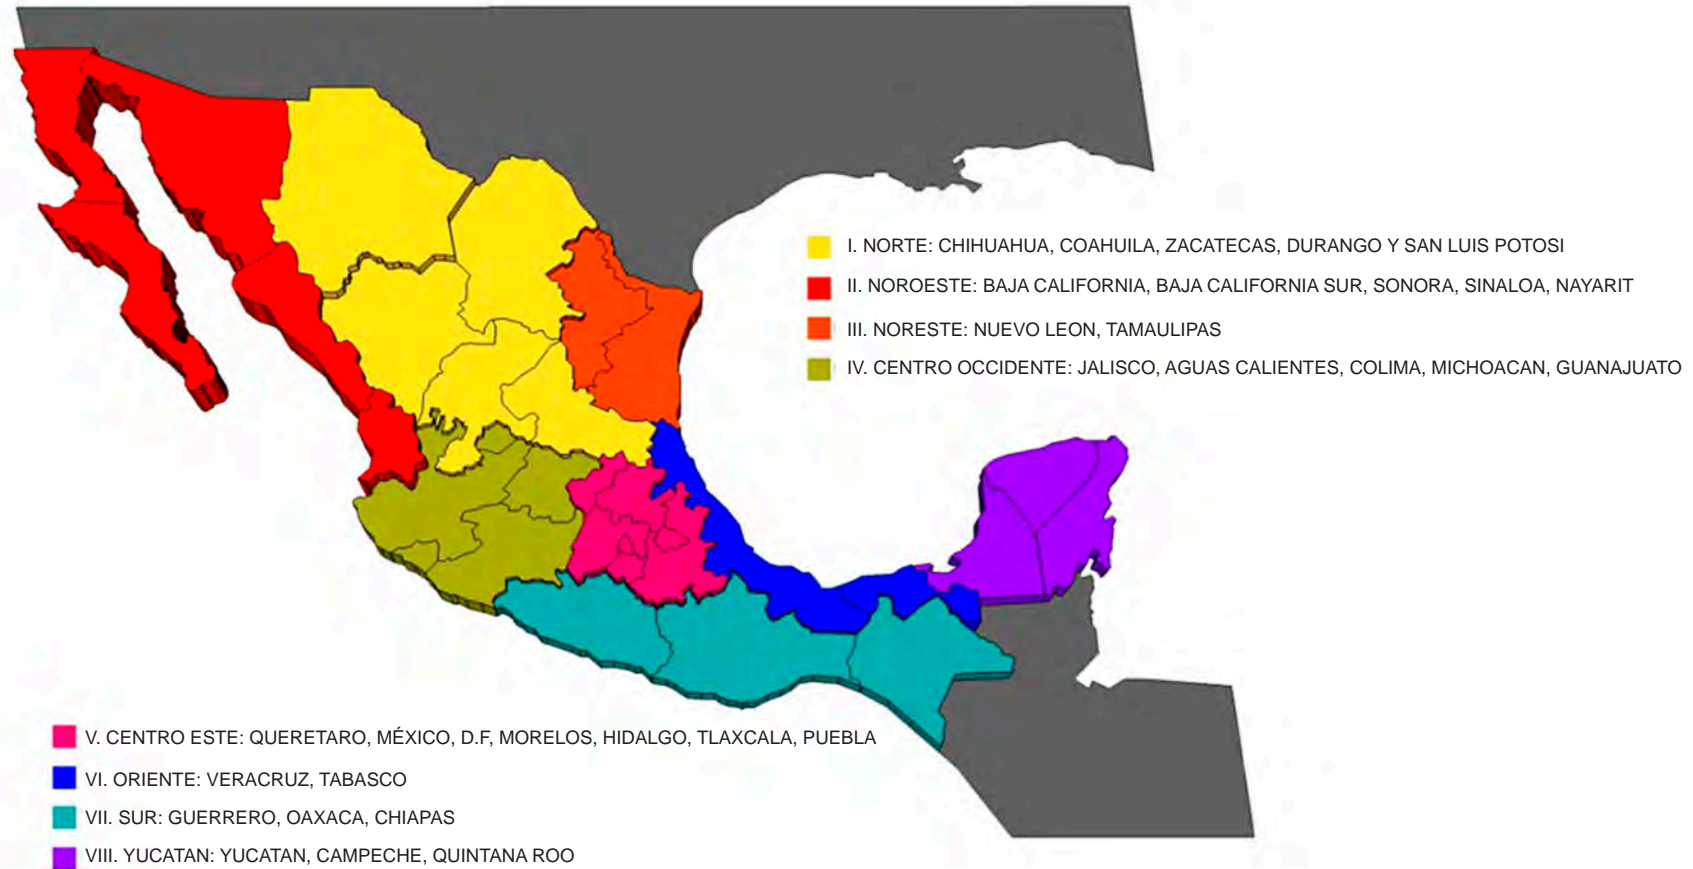 I. NORTE: CHIHUAHUA, COAHUILA, ZACATECAS, DURANGO Y SAN LUIS POTOSI
II. NOROESTE: BAJA CALIFORNIA, BAJA CALIFORNIA SUR, SONORA, SINALOA, NAYARIT
III. NORESTE: NUEVO LEON, TAMAULIPAS
IV. CENTRO OCCIDENTE: JALISCO, AGUAS CALIENTES, COLIMA, MICHOACAN, GUANAJUATO
V. CENTRO ESTE: QUERETARO, MÉXICO, D.F, MORELOS, HIDALGO, TLAXCALA, PUEBLA
VI. ORIENTE: VERACRUZ, TABASCO
VII. SUR: GUERRERO, OAXACA, CHIAPAS
VIII. YUCATAN: YUCATAN, CAMPECHE, QUINTANA ROO